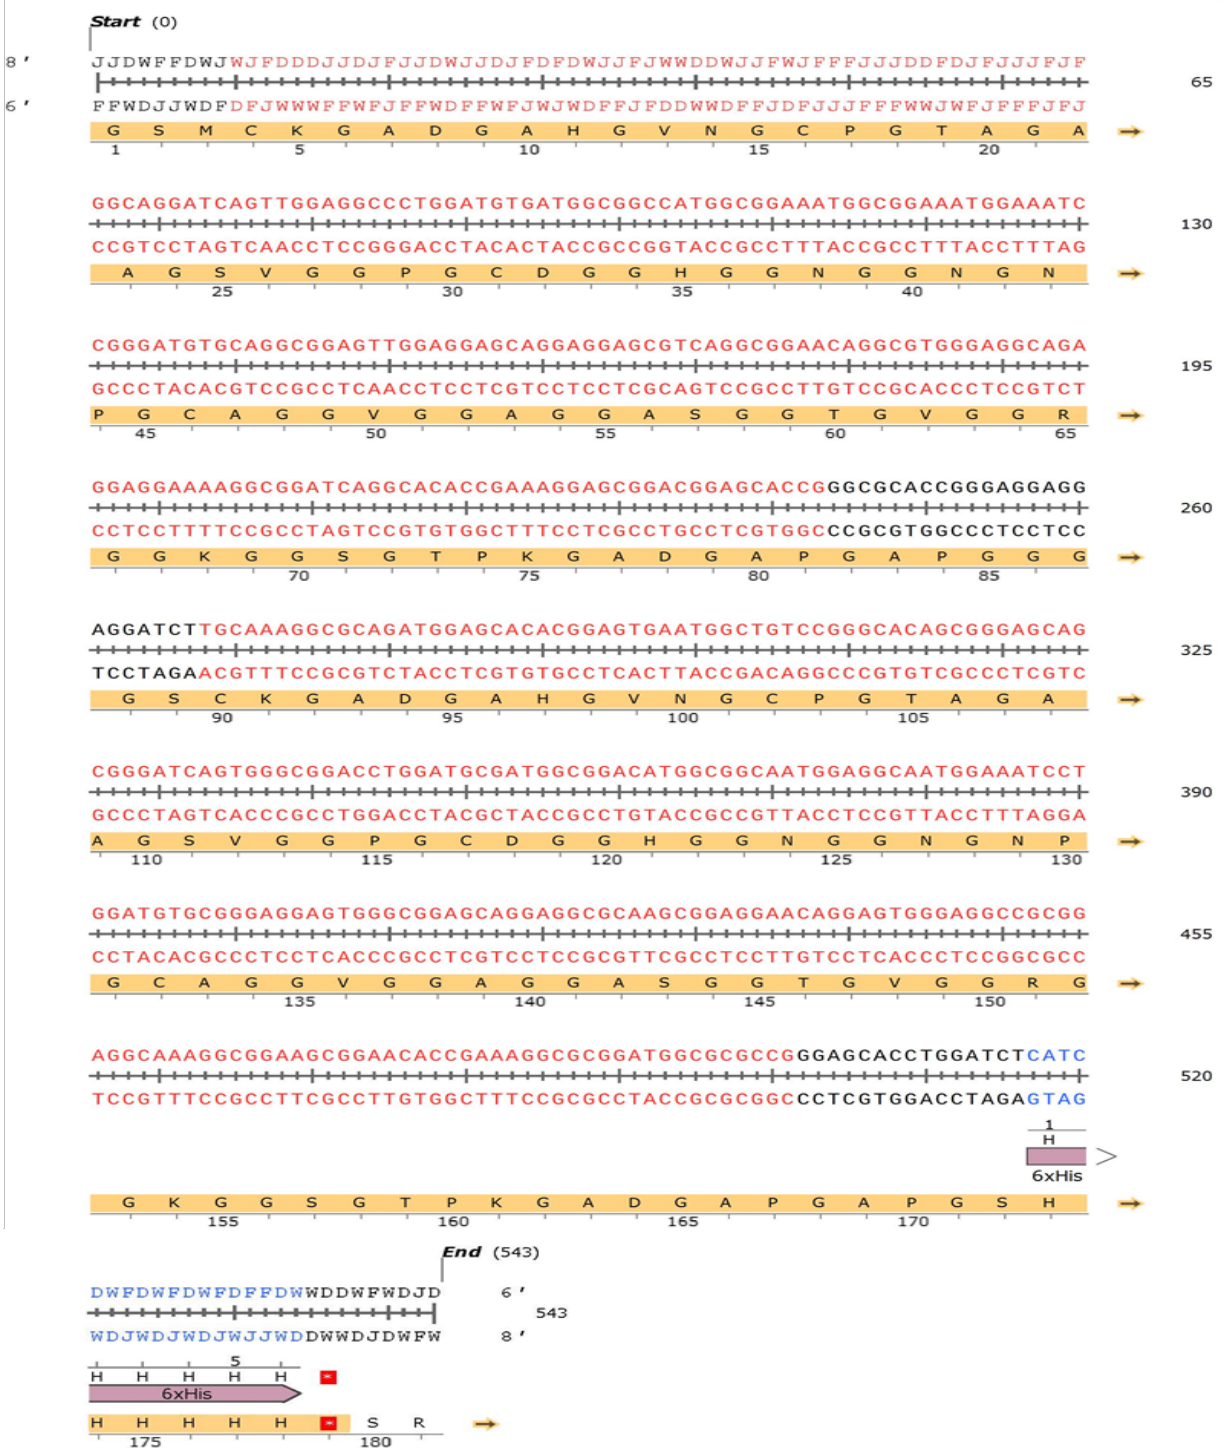 Start (0)
8 ' JJDWFFDWJWJFDDDJJDJFJJDWJJDJFDFDWJJFJWWDDWJJFWJFFFJJJDDFDJFJJJFJF
65
6 ' FFWDJJWDFDFJWWWFFWFJFFWDFFWFJWJWDFFJFDDWWDFFJDFJJJFFFWWJWFJFFFJFJ
G S M C K G A D G A H G V N G C P G T A G A
1 5 10 15 20
GGCAGGATCAGTTGGAGGCCCTGGATGTGATGGCGGCCATGGCGGAAATGGCGGAAATGGAAATC
130
CCGTCCTAGTCAACCTCCGGGACCTACACTACCGCCGGTACCGCCTTTACCGCCTTTACCTTTAG
A G S V G G P G C D G G H G G N G G N G N
25 30 35 40
CGGGATGTGCAGGCGGAGTTGGAGGAGCAGGAGGAGCGTCAGGCGGAACAGGCGTGGGAGGCAGA
195
GCCCTACACGTCCGCCTCAACCTCCTCGTCCTCCTCGCAGTCCGCCTTGTCCGCACCCTCCGTCT
P G C A G G V G G A G G A S G G T G V G G R
45 50 55 60 65
GGAGGAAAAGGCGGATCAGGCACACCGAAAGGAGCGGACGGAGCACCGGGCGCACCGGGAGGAGG
260
CCTCCTTTTCCGCCTAGTCCGTGTGGCTTTCCTCGCCTGCCTCGTGGCCCGCGTGGCCCTCCTCC
G G K G G S G T P K G A D G A P G A P G G G
70 75 80 85
AGGATCTTGCAAAGGCGCAGATGGAGCACACGGAGTGAATGGCTGTCCGGGCACAGCGGGAGCAG
325
TCCTAGAACGTTTCCGCGTCTACCTCGTGTGCCTCACTTACCGACAGGCCCGTGTCGCCCTCGTC
G S C K G A D G A H G V N G C P G T A G A
90 95 100 105
CGGGATCAGTGGGCGGACCTGGATGCGATGGCGGACATGGCGGCAATGGAGGCAATGGAAATCCT
390
GCCCTAGTCACCCGCCTGGACCTACGCTACCGCCTGTACCGCCGTTACCTCCGTTACCTTTAGGA
A G S V G G P G C D G G H G G N G G N G N P
110 115 120 125 130
GGATGTGCGGGAGGAGTGGGCGGAGCAGGAGGCGCAAGCGGAGGAACAGGAGTGGGAGGCCGCGG
455
CCTACACGCCCTCCTCACCCGCCTCGTCCTCCGCGTTCGCCTCCTTGTCCTCACCCTCCGGCGCC
G C A G G V G G A G G A S G G T G V G G R G
135 140 145 150
AGGCAAAGGCGGAAGCGGAACACCGAAAGGCGCGGATGGCGCGCCGGGAGCACCTGGATCTCATC
520
TCCGTTTCCGCCTTCGCCTTGTGGCTTTCCGCGCCTACCGCGCGGCCCTCGTGGACCTAGAGTAG
1
H
6xHis
G K G G S G T P K G A D G A P G A P G S H
155 160 165 170
End (543)
DWFDWFDWFDFFDWWDDWFWDJD 6 '
543
WDJWDJWDJWJJWDDWWDJDWFW 8 '
5
H H H H H *
6xHis
H H H H H * S R
175 180